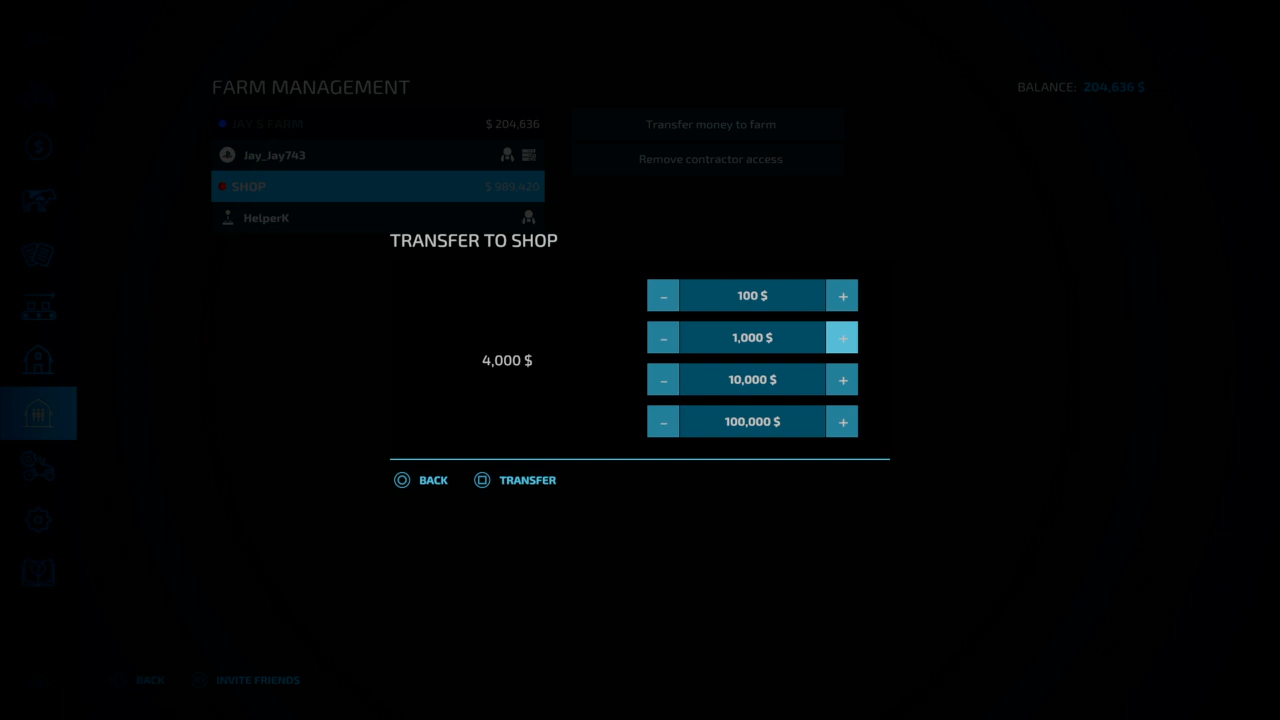 FARM MANAGEMENT
BALANCE: 204,636 $
JAY'S FARM $ 204,636
Transfer money to farm
Jay_Jay743
Remove contractor access
SHOP $ 989,420
HelperK
TRANSFER TO SHOP
- 100 $ +
- 1,000 $ +
4,000 $
- 10,000 $ +
- 100,000 $ +
BACK TRANSFER
BACK INVITE FRIENDS